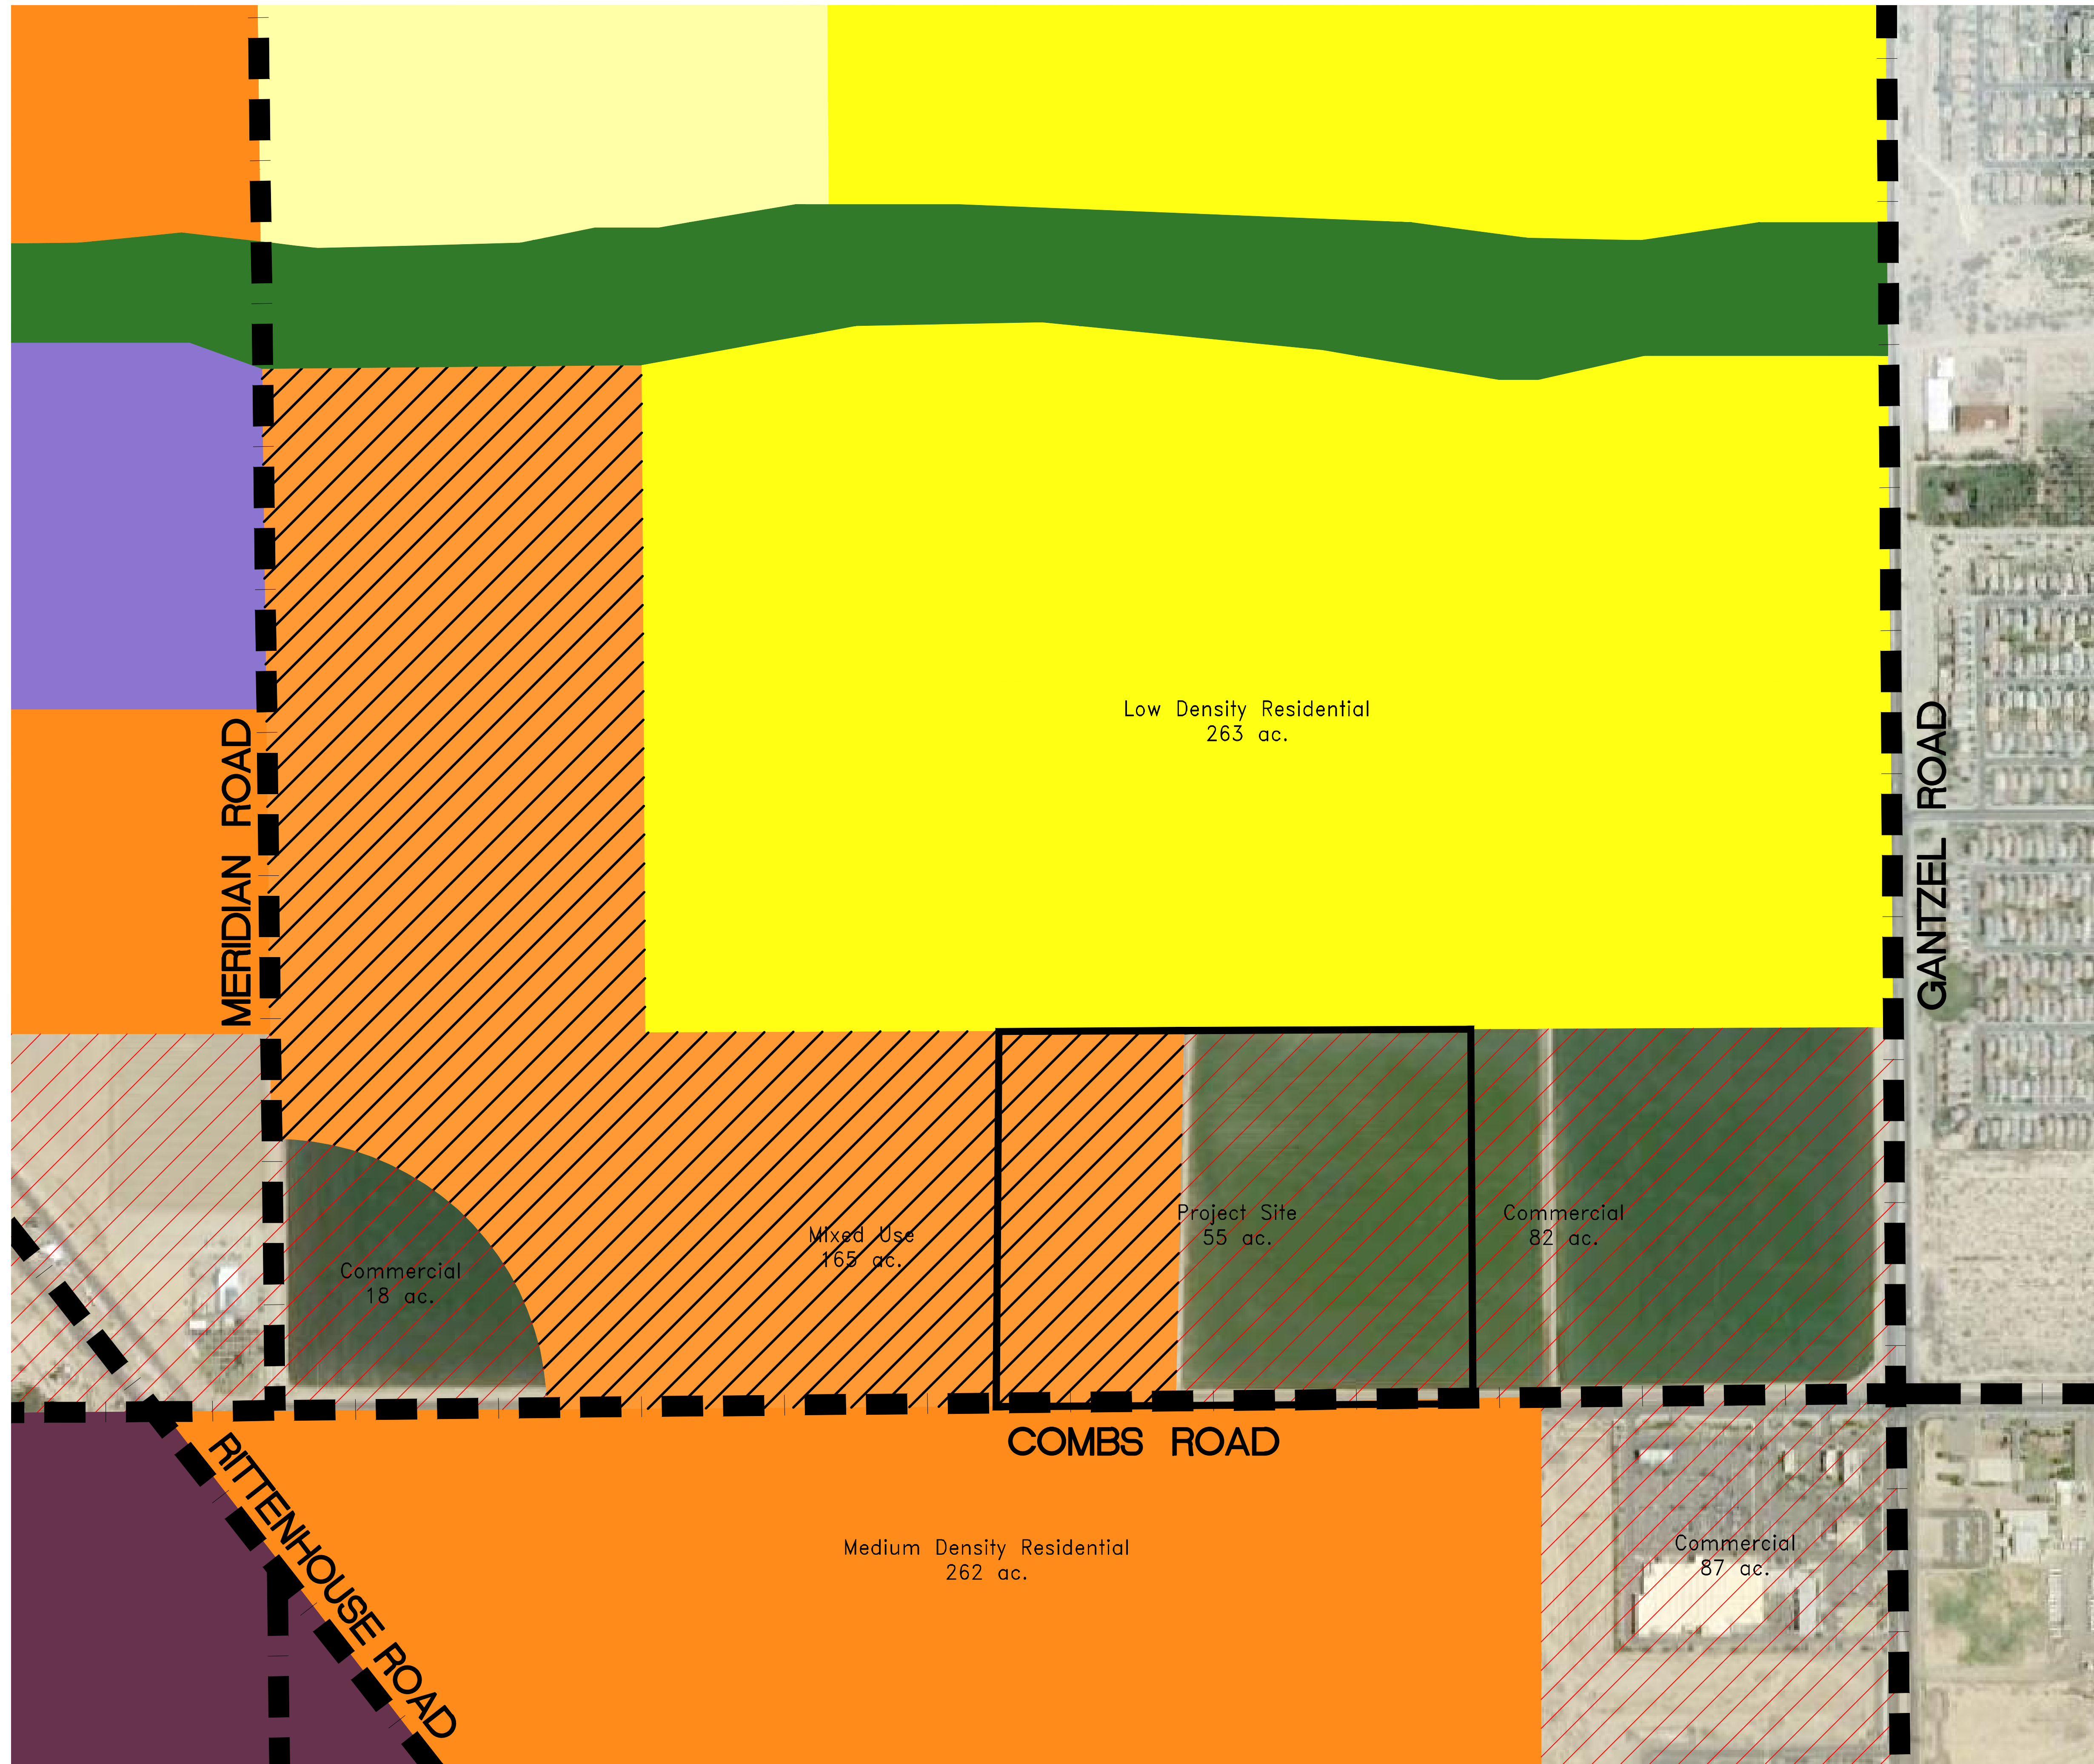 Low Density Residential
263 ac.
MERIDIAN ROAD
GANTZEL ROAD
Project Site
55 ac.
Commercial
82 ac.
Mixed Use
165 ac.
Commercial
18 ac.
COMBS ROAD
RITTENHOUSE ROAD
Medium Density Residential
262 ac.
Commercial
87 ac.